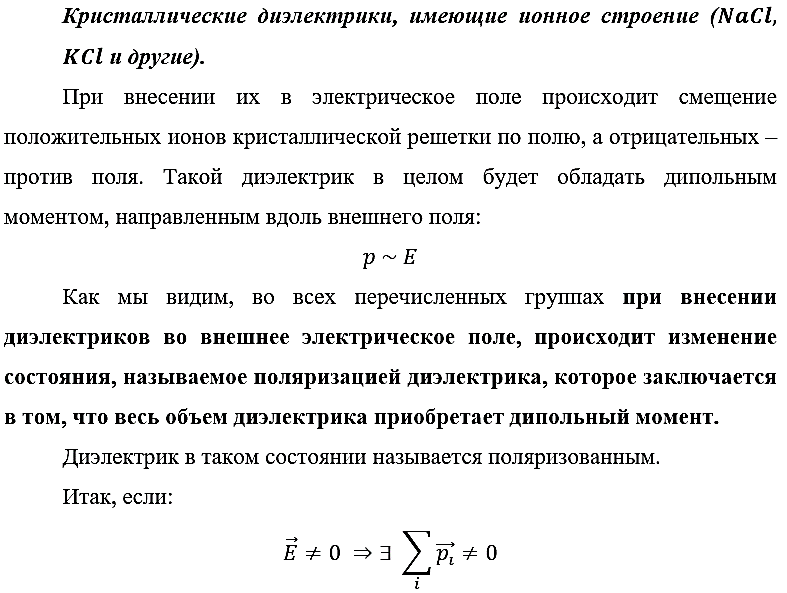 Кристаллические диэлектрики, имеющие ионное строение (NaCl,
KCl и другие).
При внесении их в электрическое поле происходит смещение
положительных ионов кристаллической решетки по полю, а отрицательных –
против поля. Такой диэлектрик в целом будет обладать дипольным
моментом, направленным вдоль внешнего поля:
p ~ E
Как мы видим, во всех перечисленных группах при внесении
диэлектриков во внешнее электрическое поле, происходит изменение
состояния, называемое поляризацией диэлектрика, которое заключается
в том, что весь объем диэлектрика приобретает дипольный момент.
Диэлектрик в таком состоянии называется поляризованным.
Итак, если:
$\vec{E} \neq 0 \Rightarrow \exists \sum_{i} \vec{p_i} \neq 0$